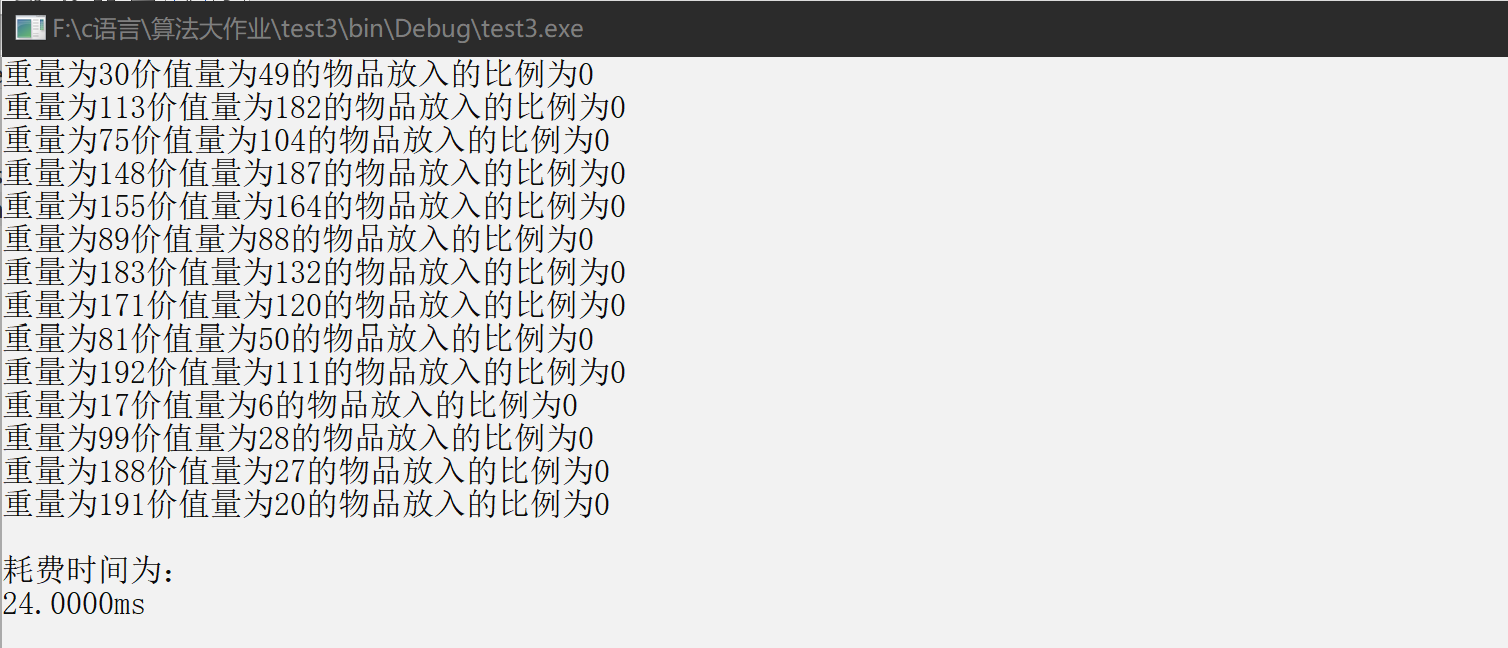 F:\c语言\算法大作业\test3\bin\Debug\test3.exe
重量为30价值量为49的物品放入的比例为0
重量为113价值量为182的物品放入的比例为0
重量为75价值量为104的物品放入的比例为0
重量为148价值量为187的物品放入的比例为0
重量为155价值量为164的物品放入的比例为0
重量为89价值量为88的物品放入的比例为0
重量为183价值量为132的物品放入的比例为0
重量为171价值量为120的物品放入的比例为0
重量为81价值量为50的物品放入的比例为0
重量为192价值量为111的物品放入的比例为0
重量为17价值量为6的物品放入的比例为0
重量为99价值量为28的物品放入的比例为0
重量为188价值量为27的物品放入的比例为0
重量为191价值量为20的物品放入的比例为0
耗费时间为：
24.0000ms